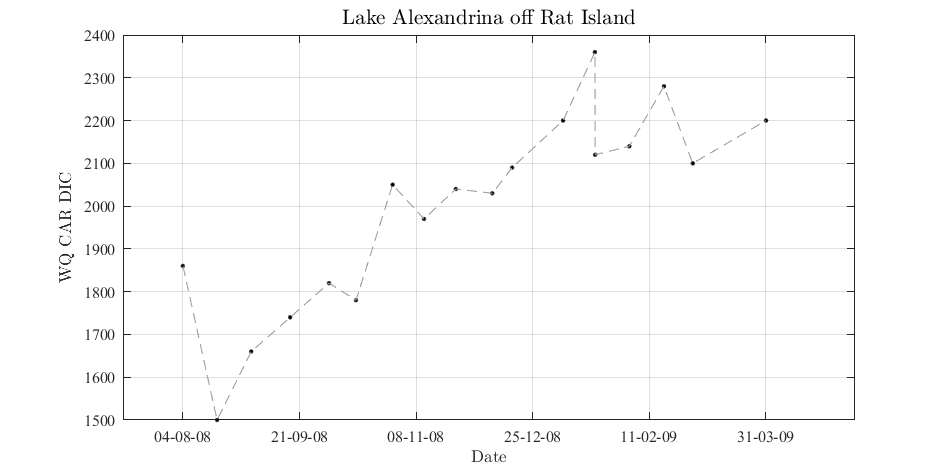 Lake Alexandrina off Rat Island
2400
2300
2200
2100
2000
1900
1800
1700
1600
1500
WQ CAR DIC
04-08-08 21-09-08 08-11-08 25-12-08 11-02-09 31-03-09
Date